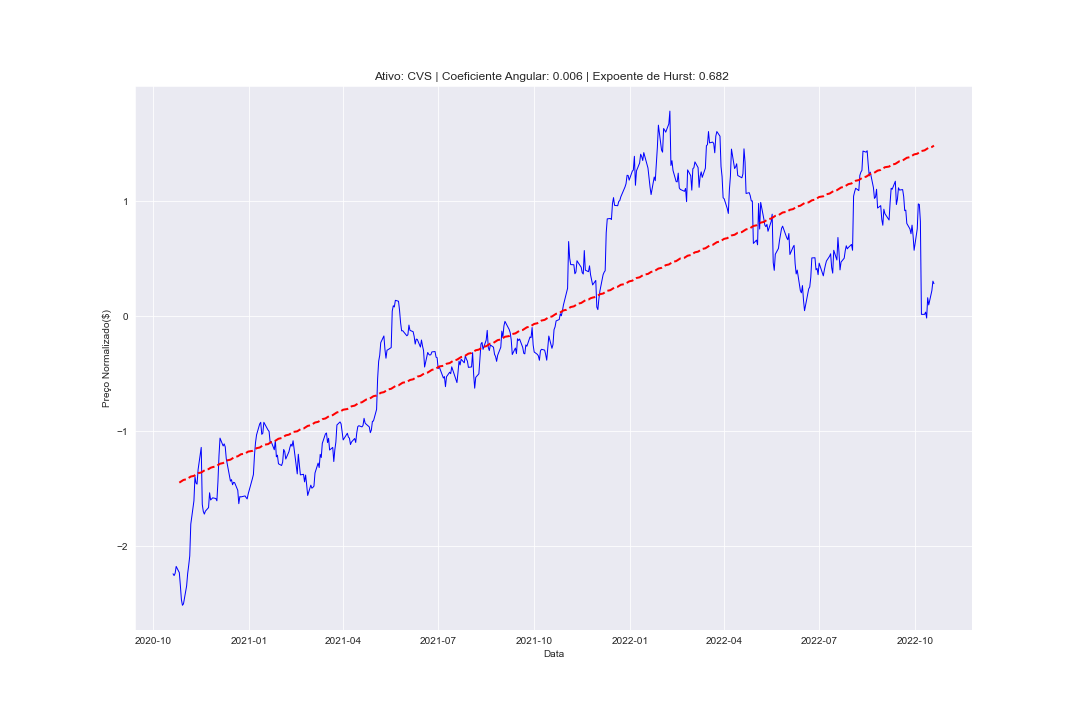 Ativo: CVS | Coeficiente Angular: 0.006 | Expoente de Hurst: 0.682
Preço Normalizado($)
1
0
−1
−2
2020-10 2021-01 2021-04 2021-07 2021-10 2022-01 2022-04 2022-07 2022-10
Data